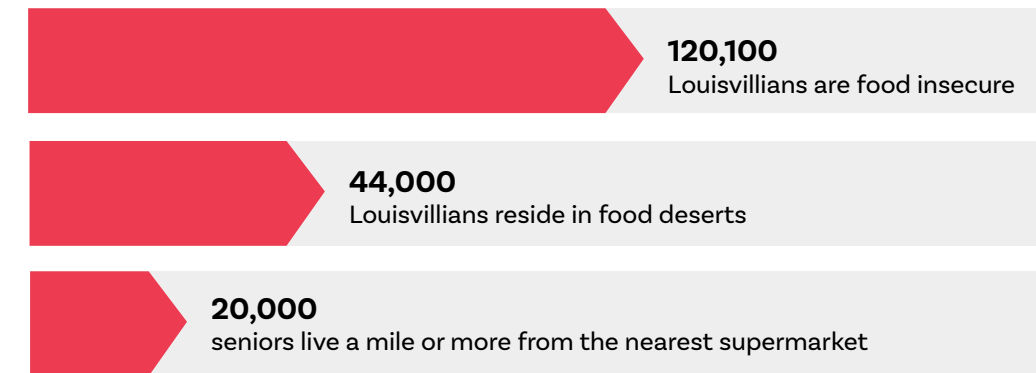 120,100
Louisvillians are food insecure
44,000
Louisvillians reside in food deserts
20,000
seniors live a mile or more from the nearest supermarket